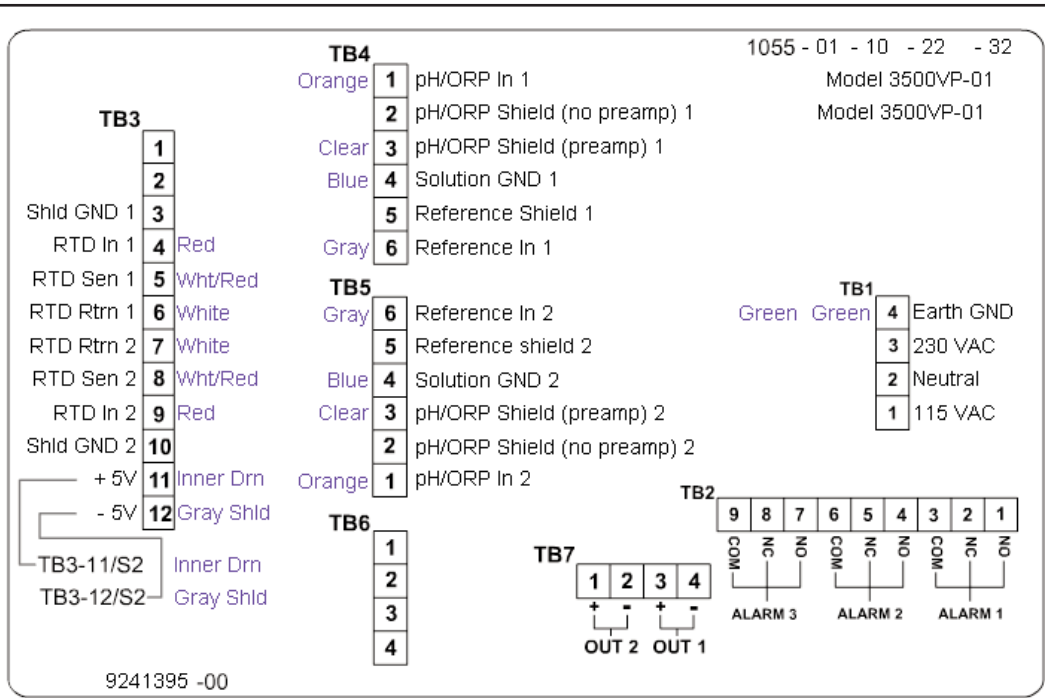 1055 - 01 - 10 - 22 - 32
Model 3500VP-01
Model 3500VP-01
TB3
1
2
Shld GND 1 3
RTD In 1 4 Red
RTD Sen 1 5 Wht/Red
RTD Rtrn 1 6 White
RTD Rtrn 2 7 White
RTD Sen 2 8 Wht/Red
RTD In 2 9 Red
Shld GND 2 10
+ 5V 11 Inner Drn
- 5V 12 Gray Shld
TB3-11/S2 Inner Drn
TB3-12/S2 Gray Shld
TB4
Orange 1 pH/ORP In 1
2 pH/ORP Shield (no preamp) 1
Clear 3 pH/ORP Shield (preamp) 1
Blue 4 Solution GND 1
5 Reference Shield 1
Gray 6 Reference In 1
TB5
Gray 6 Reference In 2
5 Reference shield 2
Blue 4 Solution GND 2
Clear 3 pH/ORP Shield (preamp) 2
2 pH/ORP Shield (no preamp) 2
Orange 1 pH/ORP In 2
TB6
1
2
3
4
TB1
Green Green 4 Earth GND
3 230 VAC
2 Neutral
1 115 VAC
TB2
9 8 7 6 5 4 3 2 1
COM NC NO COM NC NO COM NC NO
ALARM 3 ALARM 2 ALARM 1
TB7
1 2 3 4
+ - + -
OUT 2 OUT 1
9241395 -00